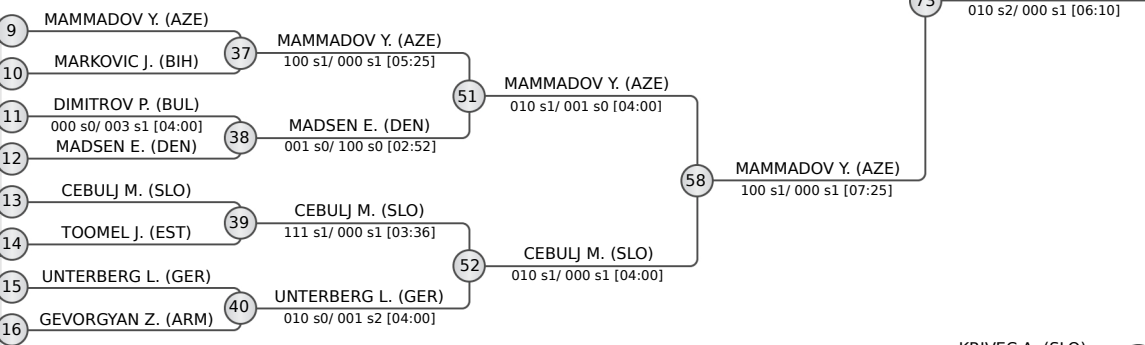 73
010 s2/ 000 s1 [06:10]
9
MAMMADOV Y. (AZE)
37
MAMMADOV Y. (AZE)
100 s1/ 000 s1 [05:25]
MARKOVIC J. (BIH)
10
51
MAMMADOV Y. (AZE)
010 s1/ 001 s0 [04:00]
11
DIMITROV P. (BUL)
000 s0/ 003 s1 [04:00]
38
MADSEN E. (DEN)
001 s0/ 100 s0 [02:52]
12
MADSEN E. (DEN)
58
MAMMADOV Y. (AZE)
100 s1/ 000 s1 [07:25]
13
CEBULJ M. (SLO)
39
CEBULJ M. (SLO)
111 s1/ 000 s1 [03:36]
14
TOOMEL J. (EST)
52
CEBULJ M. (SLO)
010 s1/ 000 s1 [04:00]
15
UNTERBERG L. (GER)
40
UNTERBERG L. (GER)
010 s0/ 001 s2 [04:00]
16
GEVORGYAN Z. (ARM)
KRIVEC A. (SLO)